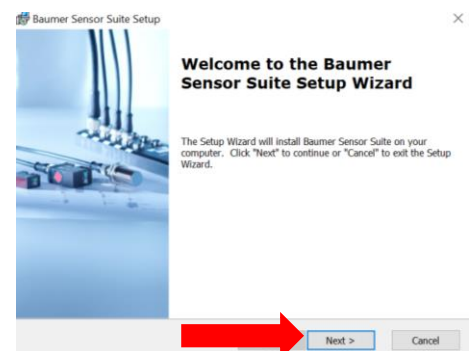 Baumer Sensor Suite Setup
Welcome to the Baumer
Sensor Suite Setup Wizard
The Setup Wizard will install Baumer Sensor Suite on your
computer. Click "Next" to continue or "Cancel" to exit the Setup
Wizard.
Next >
Cancel